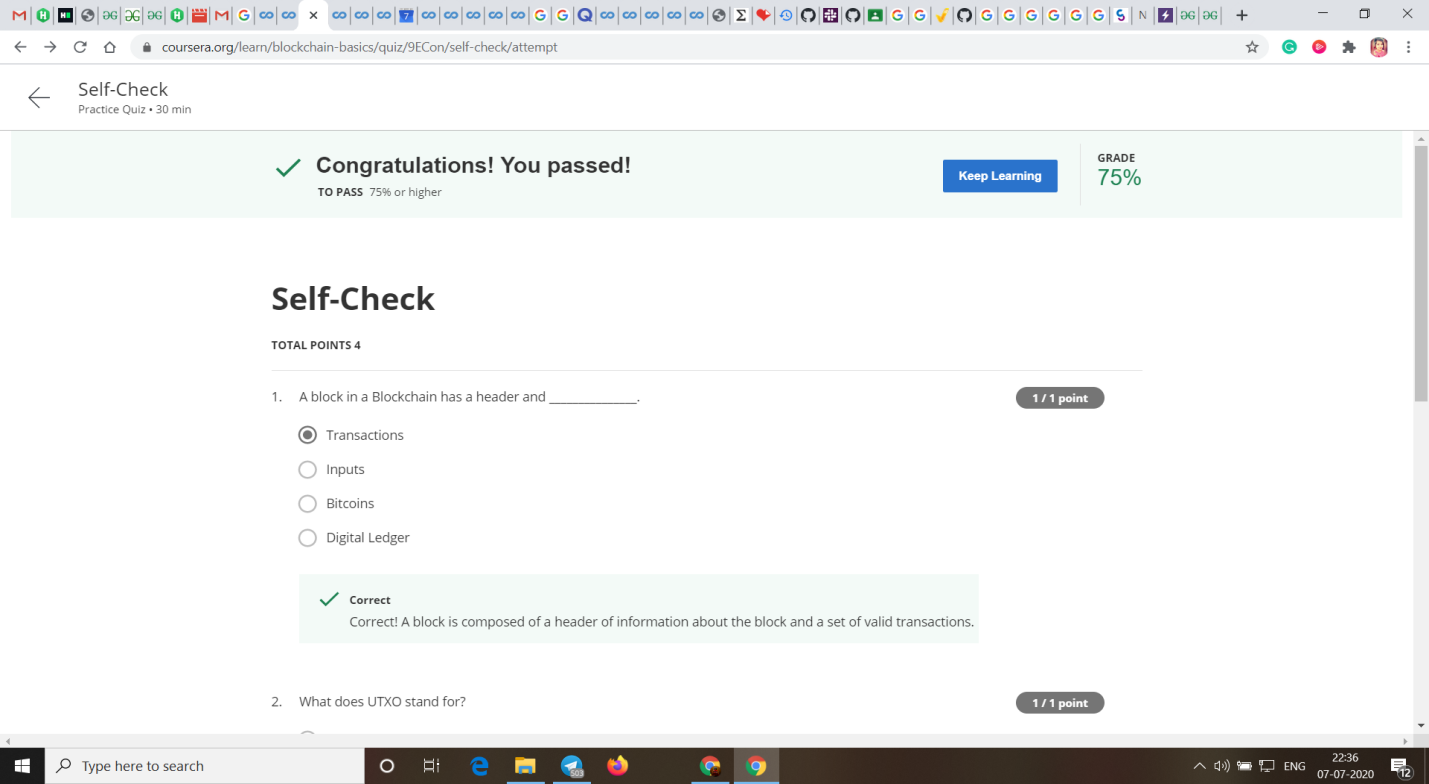 coursera.org/learn/blockchain-basics/quiz/9ECon/self-check/attempt
Self-Check
Practice Quiz • 30 min
Congratulations! You passed!
TO PASS 75% or higher
Keep Learning
GRADE
75%
Self-Check
TOTAL POINTS 4
1. A block in a Blockchain has a header and ______________.
1 / 1 point
Transactions
Inputs
Bitcoins
Digital Ledger
Correct
Correct! A block is composed of a header of information about the block and a set of valid transactions.
2. What does UTXO stand for?
1 / 1 point
Type here to search
503
ENG
22:36
07-07-2020
12